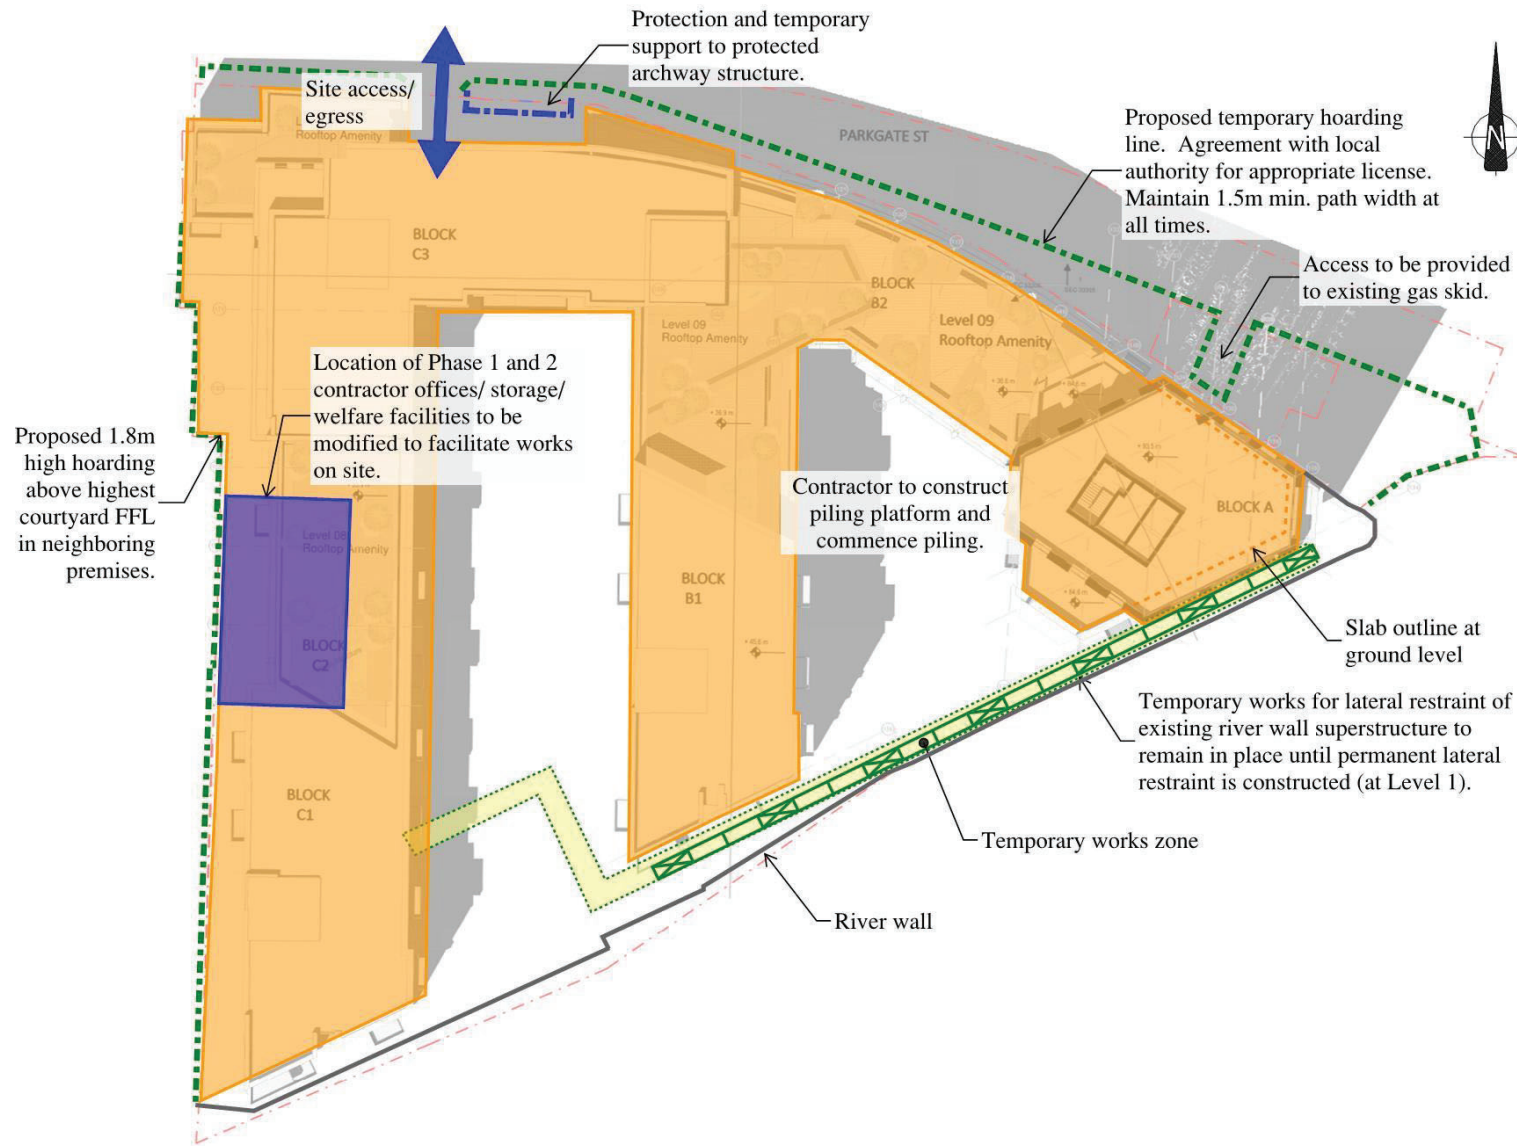 Protection and temporary
support to protected
archway structure.
Site access/
egress
Rooftop Amenity
PARKGATE ST
Proposed temporary hoarding
line. Agreement with local
authority for appropriate license.
Maintain 1.5m min. path width at
all times.
N
BLOCK
C3
Access to be provided
to existing gas skid.
BLOCK
B2
Level 09
Rooftop Amenity
Level 09
Rooftop Amenity
Location of Phase 1 and 2
contractor offices/ storage/
welfare facilities to be
modified to facilitate works
on site.
Proposed 1.8m
high hoarding
above highest
courtyard FFL
in neighboring
premises.
Contractor to construct
piling platform and
commence piling.
BLOCK A
Level 08
Rooftop Amenity
BLOCK
B1
BLOCK
C2
Slab outline at
ground level
Temporary works for lateral restraint of
existing river wall superstructure to
remain in place until permanent lateral
restraint is constructed (at Level 1).
BLOCK
C1
Temporary works zone
River wall